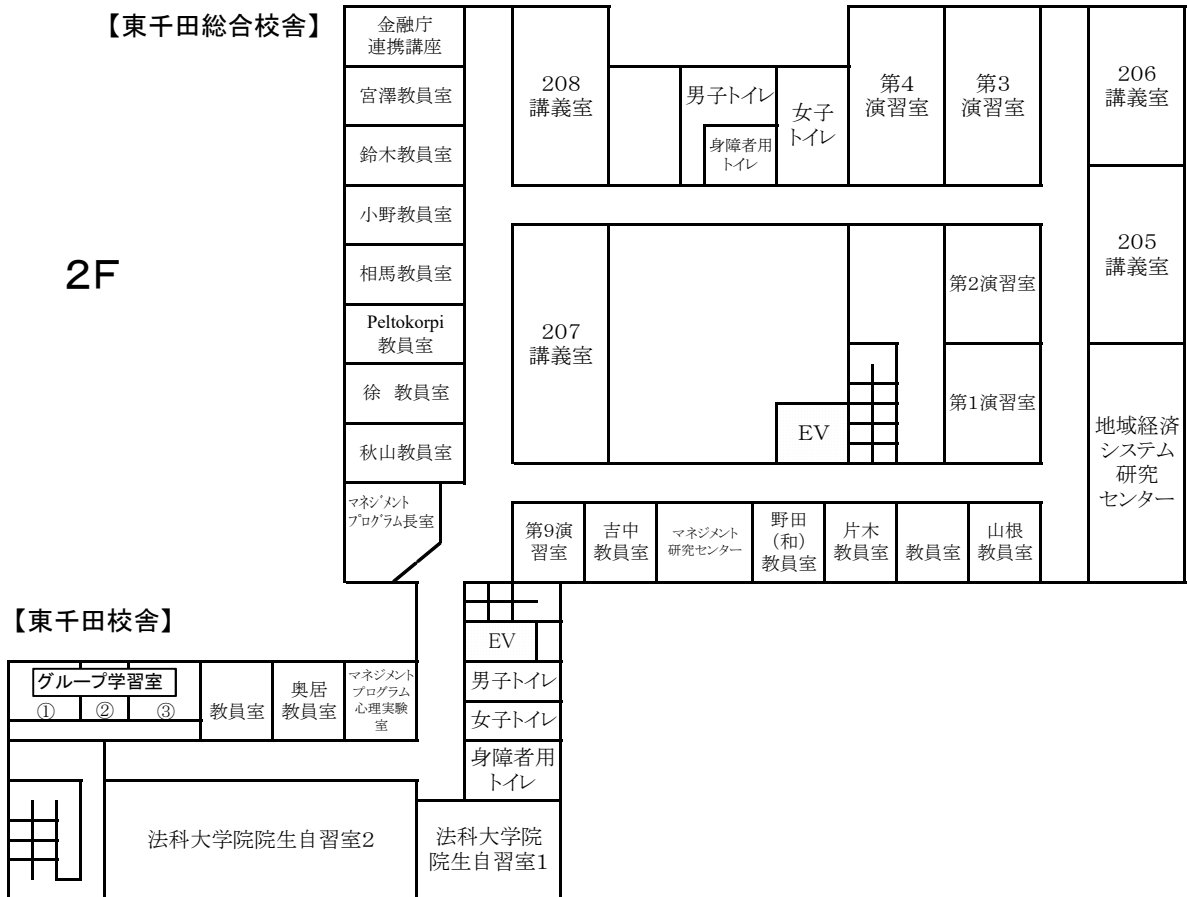 【東千田総合校舎】
2F
金融庁
連携講座
宮澤教員室
鈴木教員室
小野教員室
相馬教員室
Peltokorpi
教員室
徐 教員室
秋山教員室
マネジメント
プログラム長室
208
講義室
男子トイレ
身障者用
トイレ
女子
トイレ
第4
演習室
第3
演習室
206
講義室
205
講義室
207
講義室
第2演習室
第1演習室
EV
地域経済
システム
研究
センター
第9演
習室
吉中
教員室
マネジメント
研究センター
野田
(和)
教員室
片木
教員室
教員室
山根
教員室
【東千田校舎】
グループ学習室
① ② ③
教員室
奥居
教員室
マネジメント
プログラム
心理実験
室
EV
男子トイレ
女子トイレ
身障者用
トイレ
法科大学院院生自習室2
法科大学院
院生自習室1